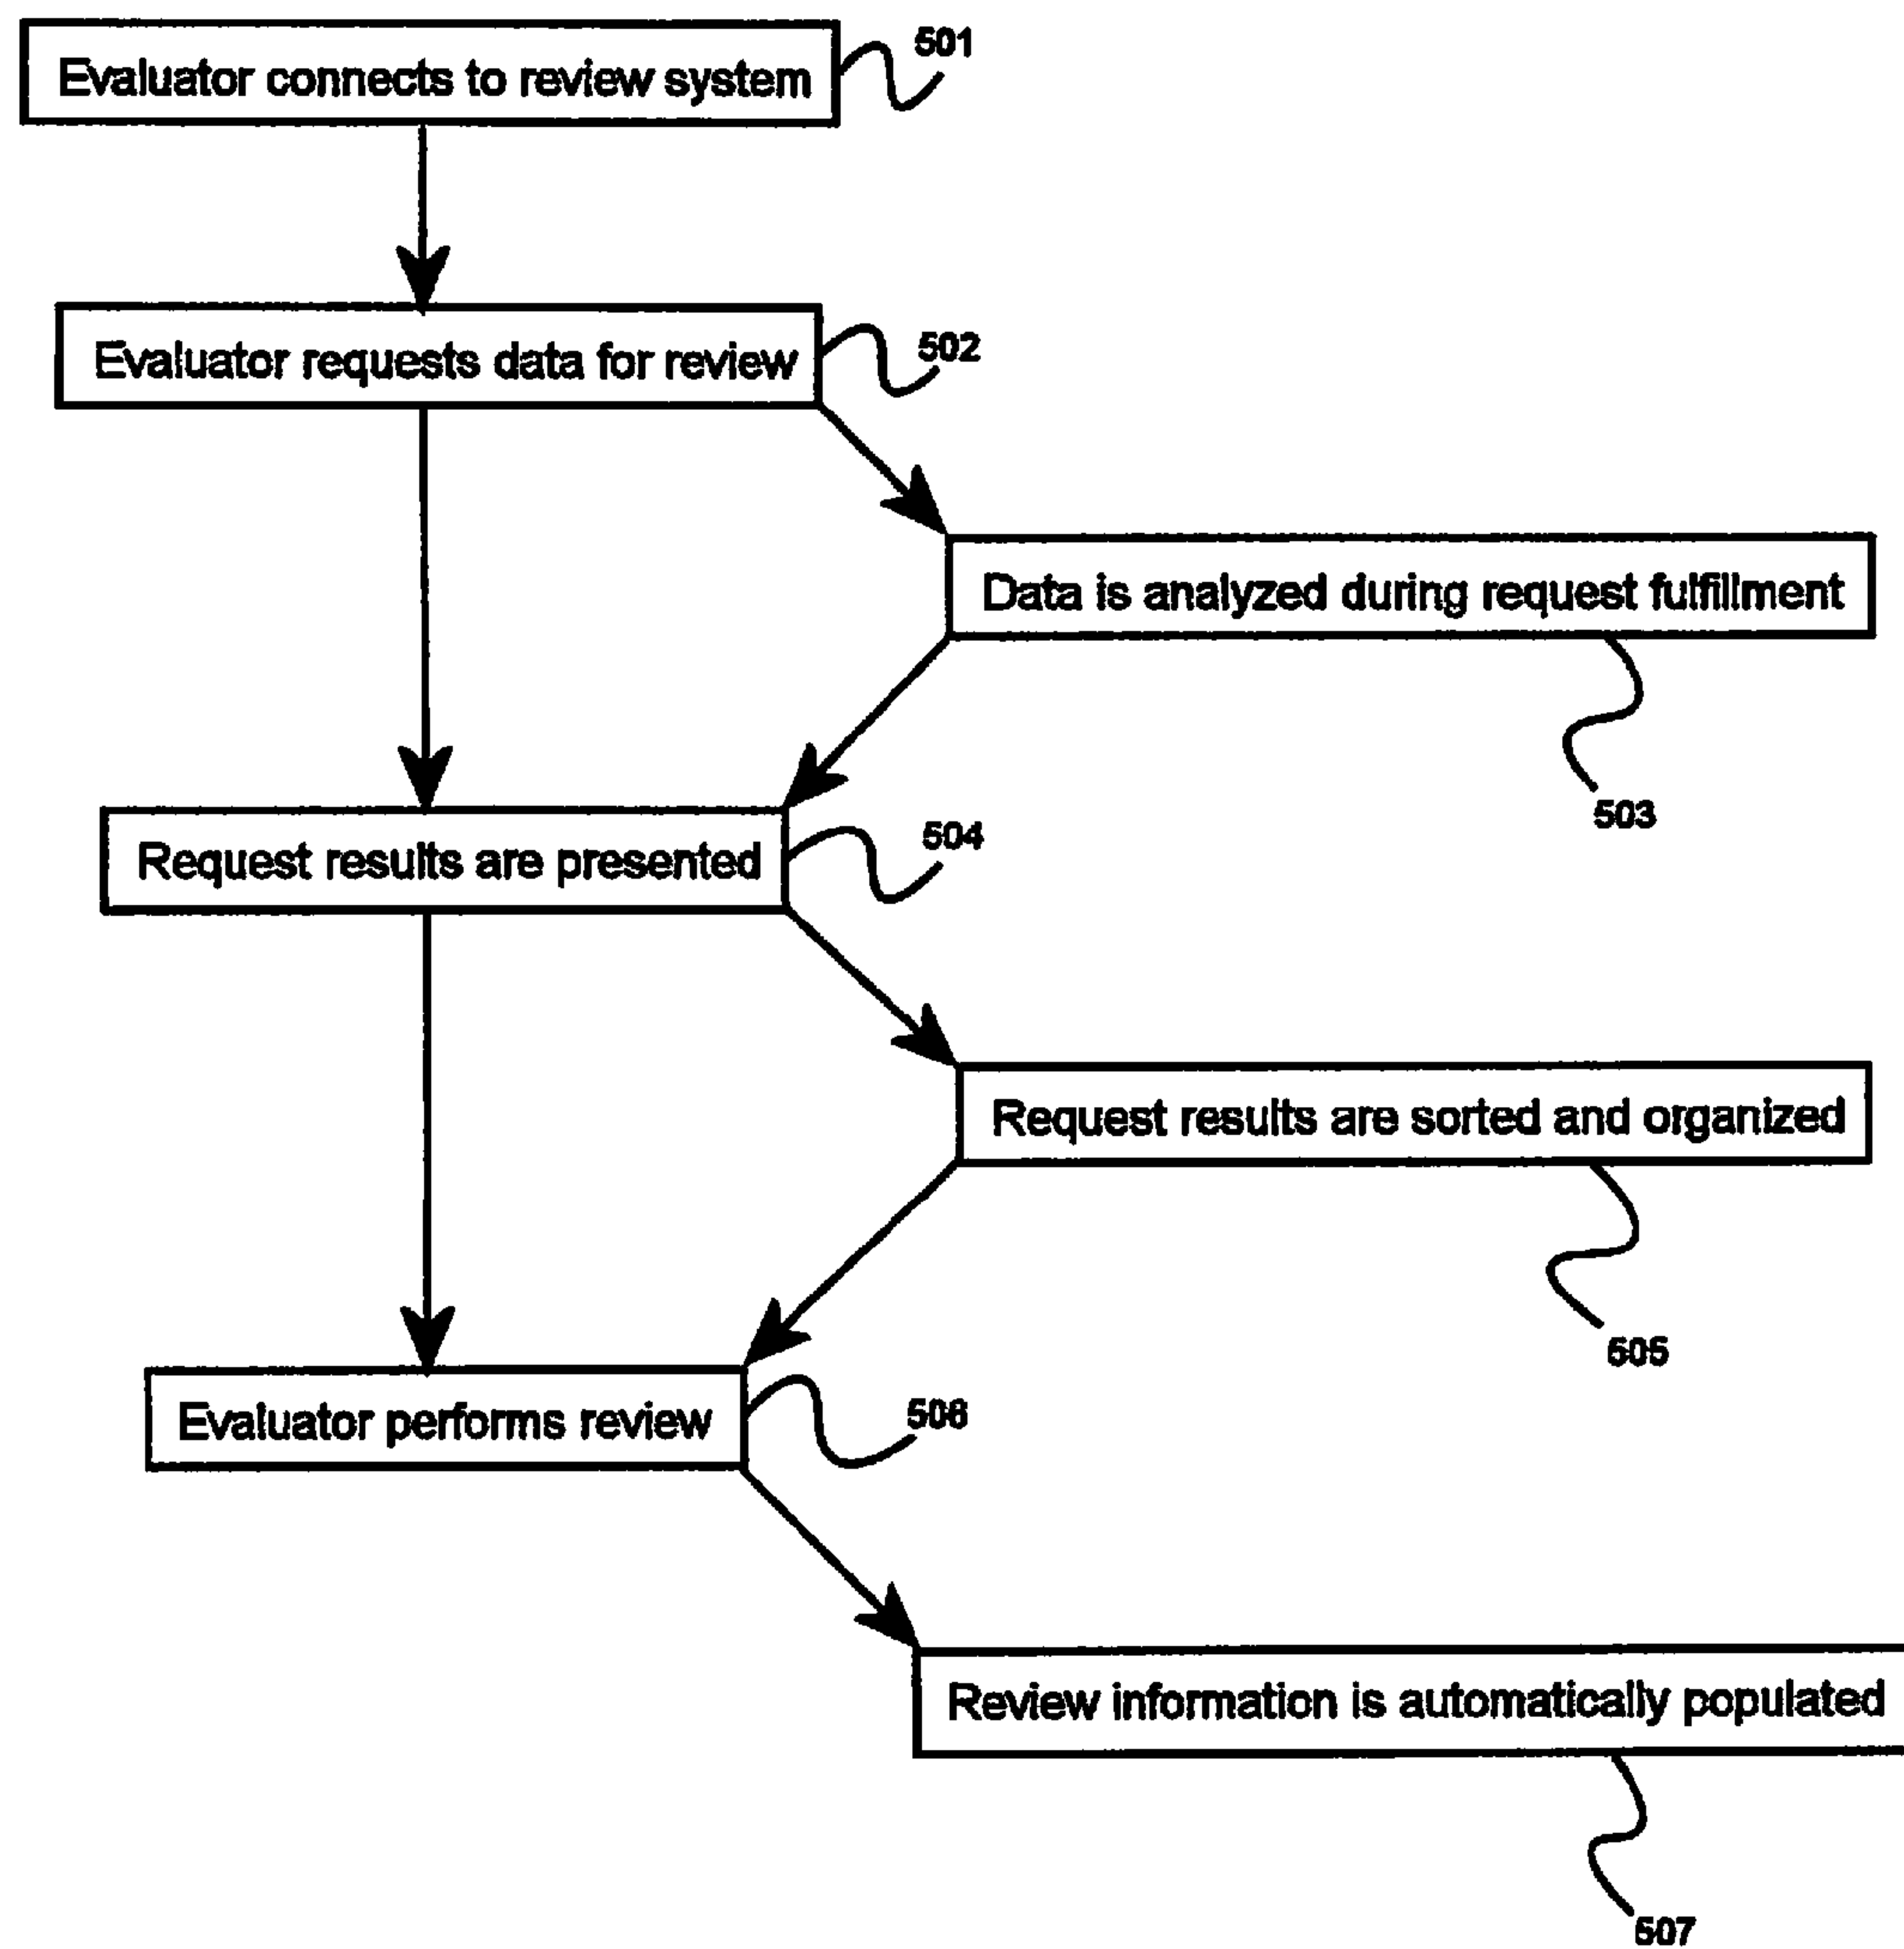 Evaluator connects to review system
501
Evaluator requests data for review
502
Data is analyzed during request fulfillment
503
Request results are presented
504
Request results are sorted and organized
505
Evaluator performs review
506
Review information is automatically populated
507